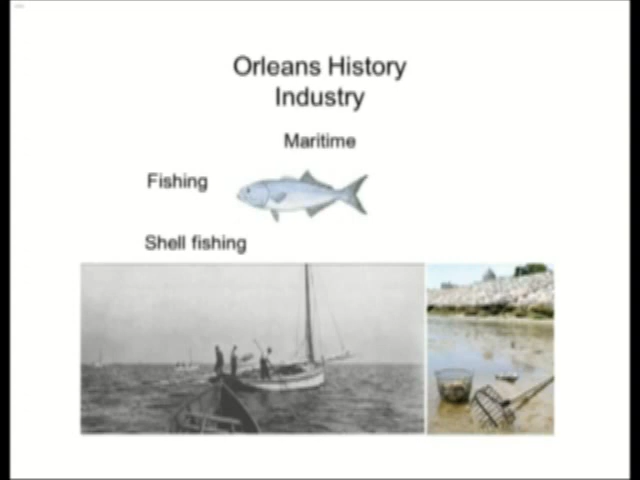 Orleans History
Industry
Maritime
Fishing
Shell fishing